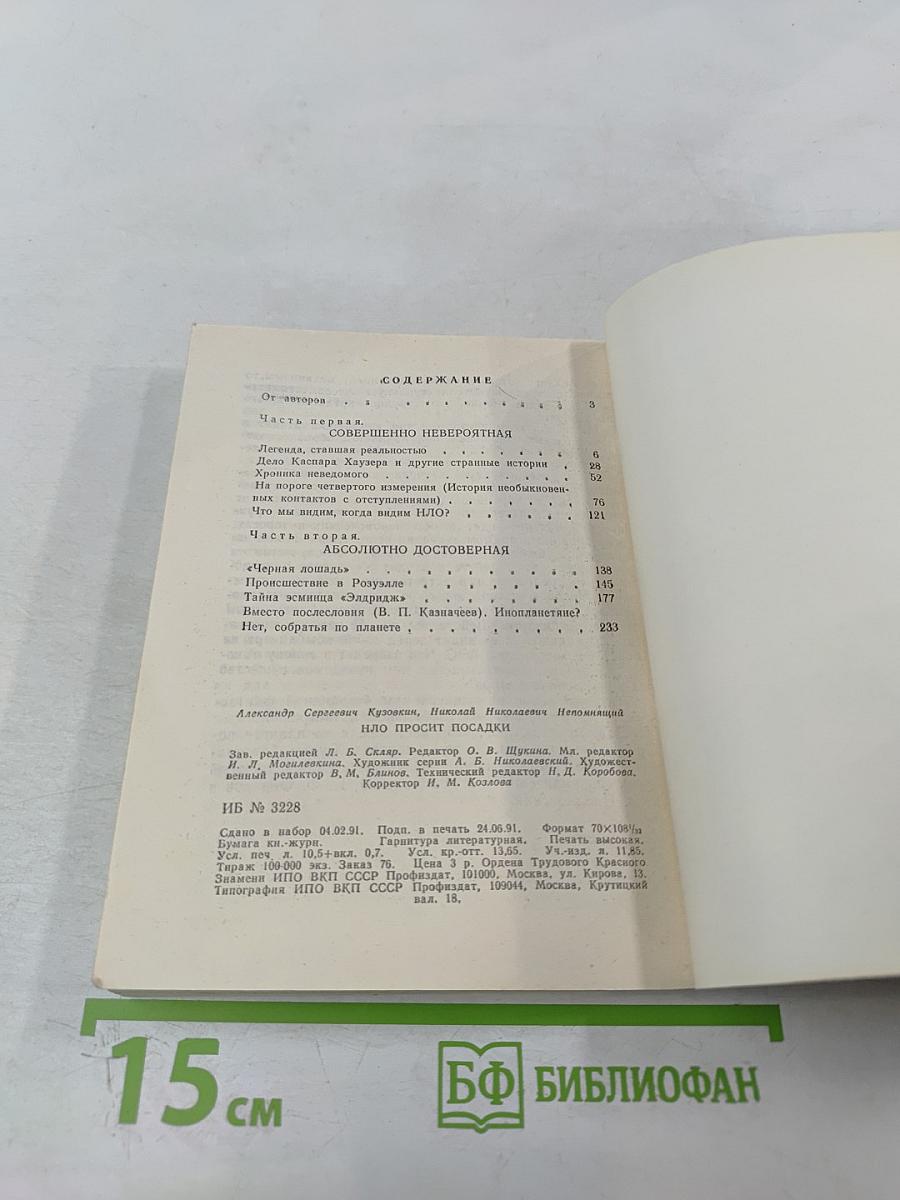 СОДЕРЖАНИЕ
От авторов . . . . . . . . . . 3
Часть первая.
СОВЕРШЕННО НЕВЕРОЯТНАЯ
Легенда, ставшая реальностью . . . . . . . 6
Дело Каспара Хаузера и другие странные истории . 28
Хроника неведомого . . . . . . . . . 52
На пороге четвертого измерения (История необыкновен-
ных контактов с отступлениями) . . . . . . . 76
Что мы видим, когда видим НЛО? . . . . . . 121
Часть вторая.
АБСОЛЮТНО ДОСТОВЕРНАЯ
«Черная лошадь» . . . . . . . . . . 138
Происшествие в Розуэлле . . . . . . . 145
Тайна эсминца «Элдридж» . . . . . . . 177
Вместо послесловия (В. П. Казначеев). Инопланетяне?
Нет, собратья по планете . . . . . . . . . 233
Александр Сергеевич Кузовкин, Николай Николаевич Непомнящий
НЛО ПРОСИТ ПОСАДКИ
Зав. редакцией Л. Б. Скляр. Редактор О. В. Щукина. Мл. редактор
И. Л. Могилевкина. Художник серии А. Б. Николаевский. Художест-
венный редактор В. М. Блинов. Технический редактор Н. Д. Коробова.
Корректор И. М. Козлова
ИБ № 3228
Сдано в набор 04.02.91. Подп. в печать 24.06.91. Формат 70×108¹/₃₂
Бумага кн.-журн. Гарнитура литературная. Печать высокая.
Усл. печ. л. 10,5+вкл. 0,7. Усл. кр.-отт. 13,65. Уч.-изд. л. 11,85.
Тираж 100 000 экз. Заказ 76. Цена 3 р. Ордена Трудового Красного
Знамени ИПО ВКП СССР Профиздат, 101000, Москва, ул. Кирова, 13.
Типография ИПО ВКП СССР Профиздат, 109044, Москва, Крутицкий
вал. 18.
15 см
БФ БИБЛИОФАН